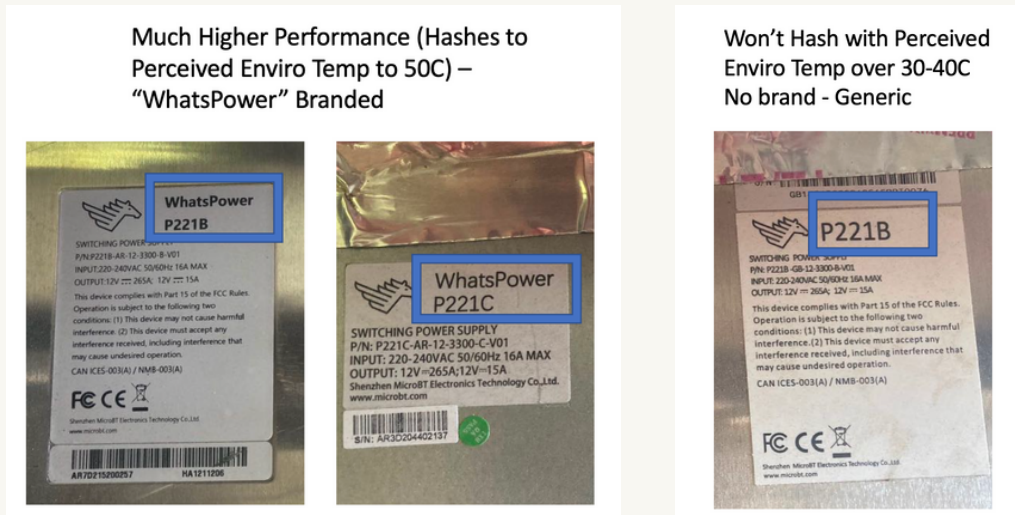 Much Higher Performance (Hashes to
Perceived Enviro Temp to 50C) –
“WhatsPower” Branded
WhatsPower
P221B
SWITCHING POWER
P/N:P221B-AR-12-3300-B-V01
INPUT:220-240VAC 50/60Hz 16A MAX
OUTPUT:12V⎓265A; 12V⎓15A
This device complies with Part 15 of the FCC Rules.
Operation is subject to the following two
conditions: (1) This device may not cause harmful
interference. (2) This device must accept any
interference received, including interference that
may cause undesired operation.
CAN ICES-003(A) / NMB-003(A)
FC CE
Shenzhen MicroBT Electronics Technology Co.,Ltd.
www.microbt.com
AR7D215200257 HA1211206
WhatsPower
P221C
SWITCHING POWER SUPPLY
P/N: P221C-AR-12-3300-C-V01
INPUT: 220-240VAC 50/60Hz 16A MAX
OUTPUT: 12V⎓265A;12V⎓15A
Shenzhen MicroBT Electronics Technology Co.,Ltd.
www.microbt.com
S/N: AR3D204402137
Won’t Hash with Perceived
Enviro Temp over 30-40C
No brand - Generic
P221B
SWITCHING POWER
P/N: P221B-GB-12-3300-B-V01
INPUT: 220-240VAC 50/60Hz 16A MAX
OUTPUT: 12V⎓265A; 12V⎓15A
This device complies with Part 15 of the FCC Rules.
Operation is subject to the following two
conditions: (1) This device may not cause harmful
interference.(2) This device must accept any
interference received, including interference that
may cause undesired operation.
CAN ICES-003(A) / NMB-003(A)
FC CE
Shenzhen MicroBT Electronics Technology Co.,Ltd.
www.microbt.com